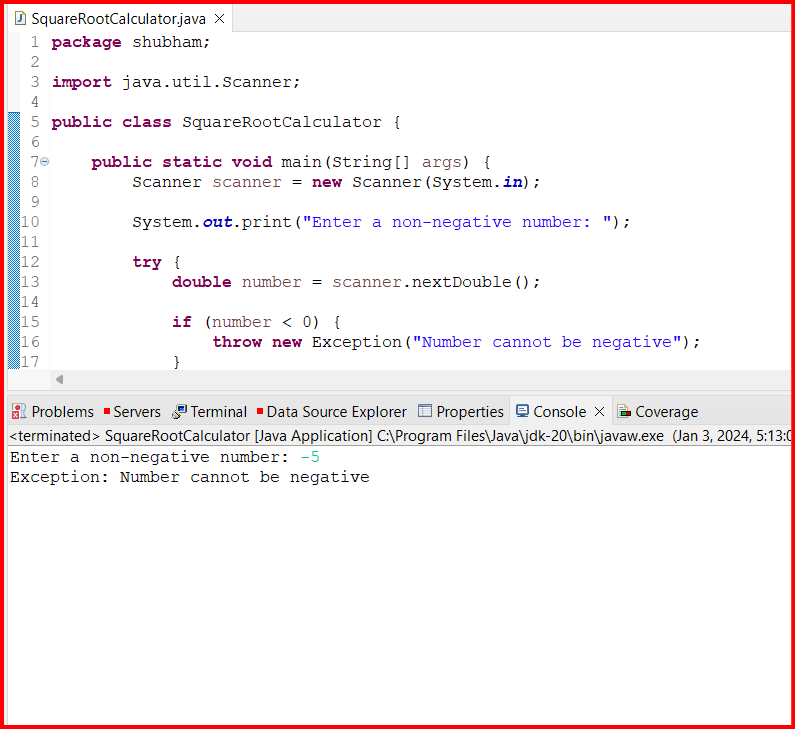 SquareRootCalculator.java
1 package shubham;
2
3 import java.util.Scanner;
4
5 public class SquareRootCalculator {
6
7 public static void main(String[] args) {
8 Scanner scanner = new Scanner(System.in);
9
10 System.out.print("Enter a non-negative number: ");
11
12 try {
13 double number = scanner.nextDouble();
14
15 if (number < 0) {
16 throw new Exception("Number cannot be negative");
17 }
Problems Servers Terminal Data Source Explorer Properties Console Coverage
<terminated> SquareRootCalculator [Java Application] C:\Program Files\Java\jdk-20\bin\javaw.exe (Jan 3, 2024, 5:13:0
Enter a non-negative number: -5
Exception: Number cannot be negative